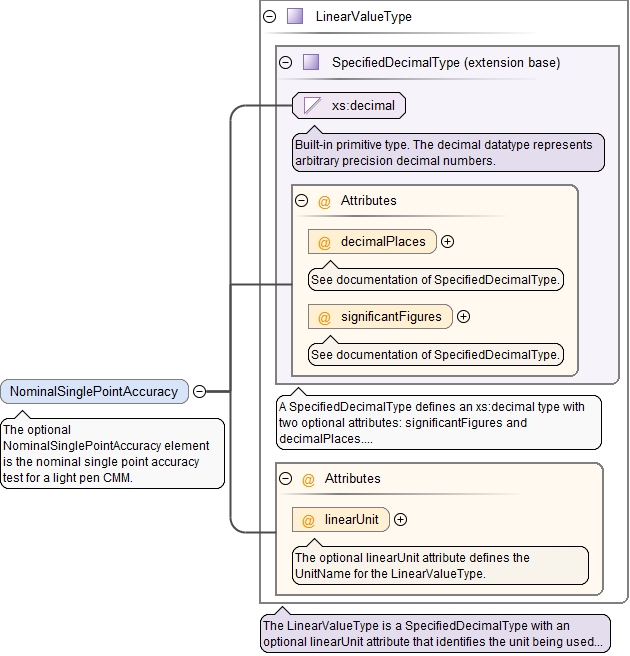 LinearValueType
SpecifiedDecimalType (extension base)
xs:decimal
Built-in primitive type. The decimal datatype represents
arbitrary precision decimal numbers.
@ Attributes
@ decimalPlaces
See documentation of SpecifiedDecimalType.
@ significantFigures
See documentation of SpecifiedDecimalType.
NominalSinglePointAccuracy
The optional
NominalSinglePointAccuracy element
is the nominal single point accuracy
test for a light pen CMM.
A SpecifiedDecimalType defines an xs:decimal type with
two optional attributes: significantFigures and
decimalPlaces....
@ Attributes
@ linearUnit
The optional linearUnit attribute defines the
UnitName for the LinearValueType.
The LinearValueType is a SpecifiedDecimalType with an
optional linearUnit attribute that identifies the unit being used...